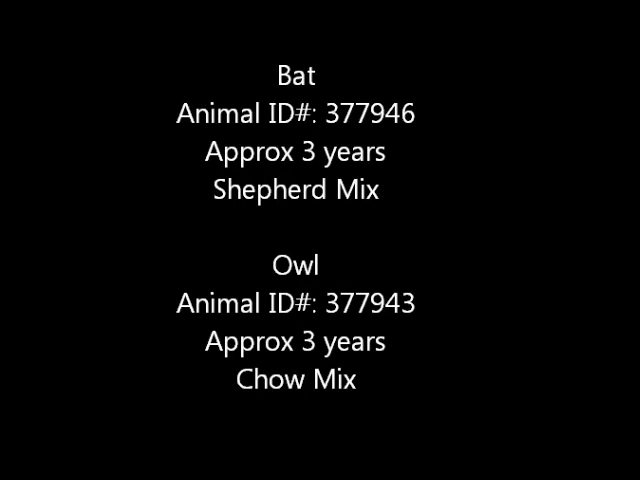 Bat
Animal ID#: 377946
Approx 3 years
Shepherd Mix
Owl
Animal ID#: 377943
Approx 3 years
Chow Mix